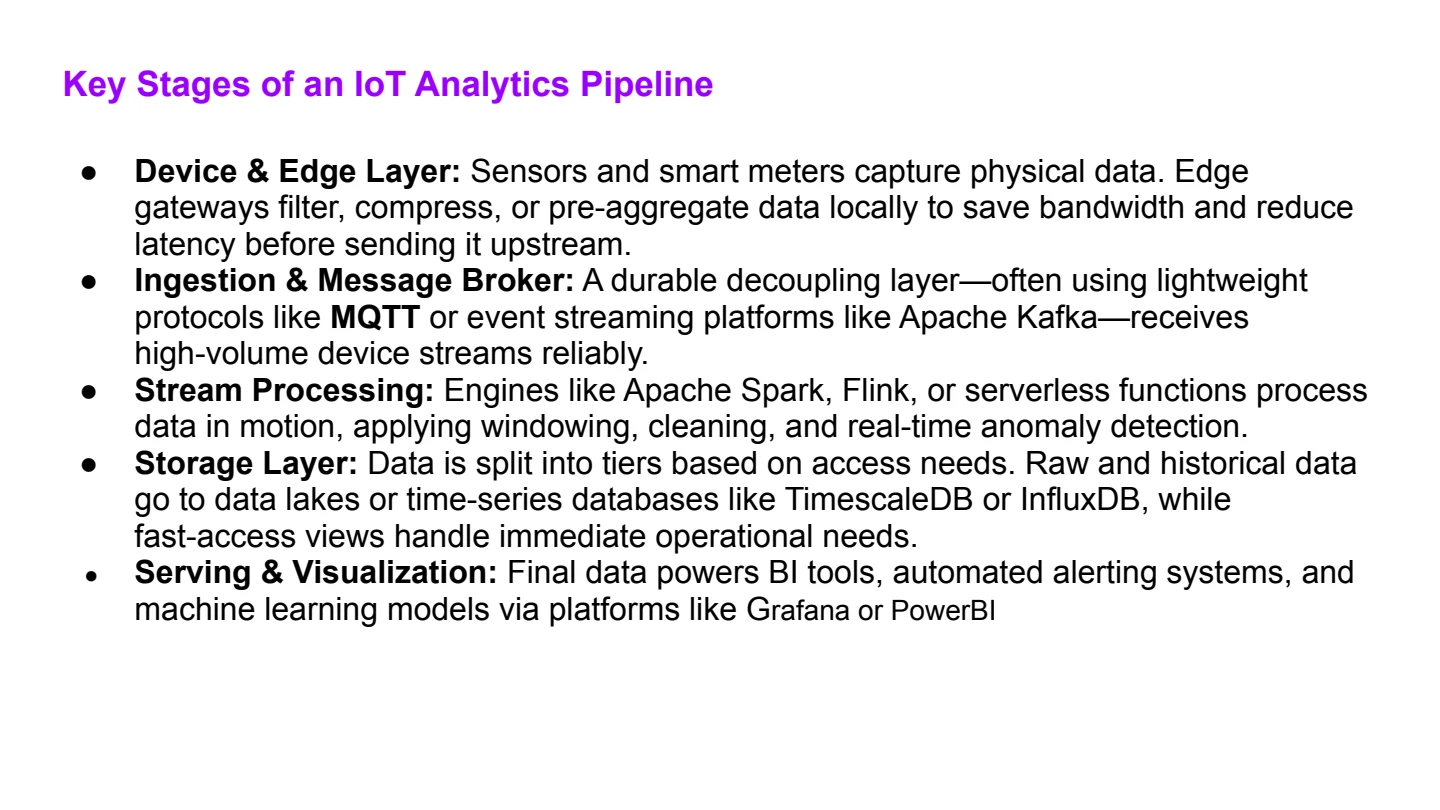 Key Stages of an IoT Analytics Pipeline
● Device & Edge Layer: Sensors and smart meters capture physical data. Edge
gateways filter, compress, or pre-aggregate data locally to save bandwidth and reduce
latency before sending it upstream.
● Ingestion & Message Broker: A durable decoupling layer—often using lightweight
protocols like MQTT or event streaming platforms like Apache Kafka—receives
high-volume device streams reliably.
● Stream Processing: Engines like Apache Spark, Flink, or serverless functions process
data in motion, applying windowing, cleaning, and real-time anomaly detection.
● Storage Layer: Data is split into tiers based on access needs. Raw and historical data
go to data lakes or time-series databases like TimescaleDB or InfluxDB, while
fast-access views handle immediate operational needs.
● Serving & Visualization: Final data powers BI tools, automated alerting systems, and
machine learning models via platforms like Grafana or PowerBI